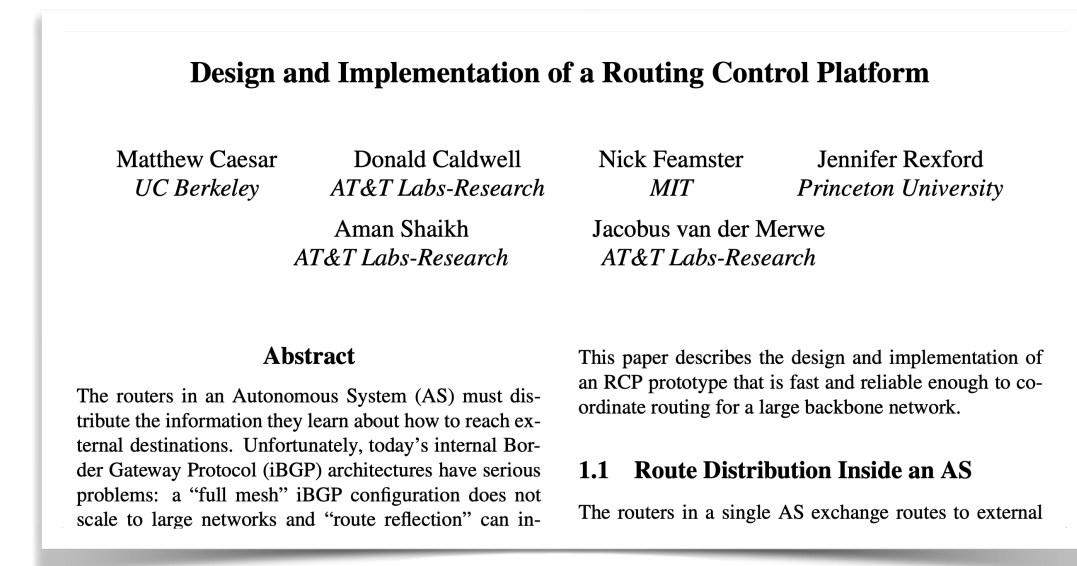 Design and Implementation of a Routing Control Platform
Matthew Caesar
UC Berkeley
Donald Caldwell
AT&T Labs-Research
Nick Feamster
MIT
Jennifer Rexford
Princeton University
Aman Shaikh
AT&T Labs-Research
Jacobus van der Merwe
AT&T Labs-Research
Abstract
The routers in an Autonomous System (AS) must dis-
tribute the information they learn about how to reach ex-
ternal destinations. Unfortunately, today's internal Bor-
der Gateway Protocol (iBGP) architectures have serious
problems: a “full mesh” iBGP configuration does not
scale to large networks and “route reflection” can in-
This paper describes the design and implementation of
an RCP prototype that is fast and reliable enough to co-
ordinate routing for a large backbone network.
1.1 Route Distribution Inside an AS
The routers in a single AS exchange routes to external